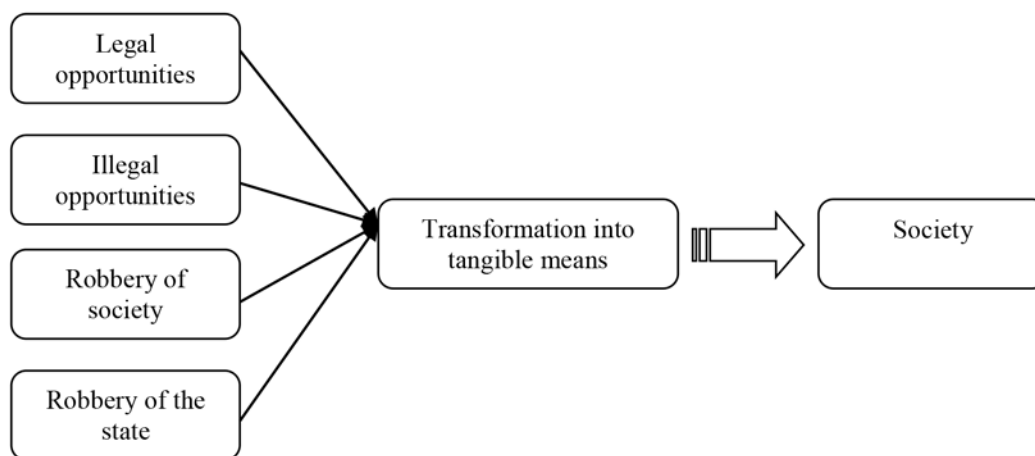 Legal
opportunities
Illegal
opportunities
Robbery of
society
Robbery of the
state
Transformation into
tangible means
Society